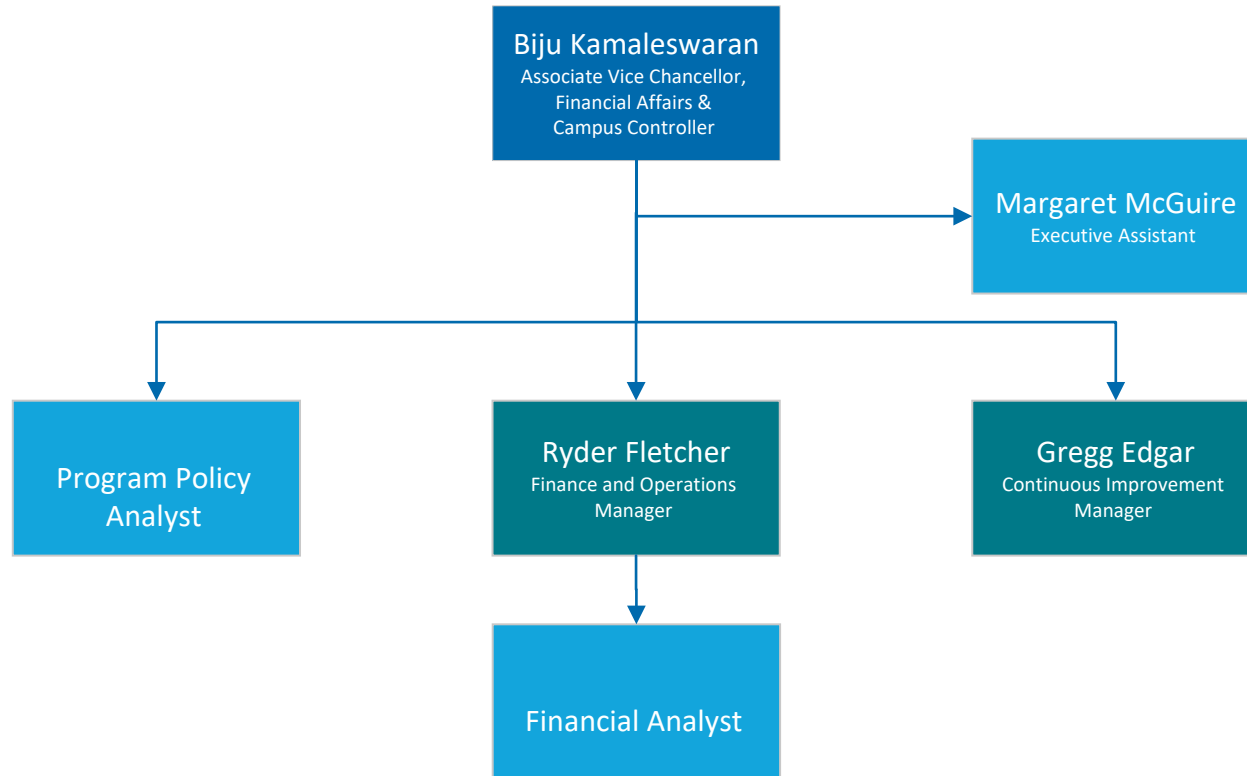 Biju Kamaleswaran
Associate Vice Chancellor,
Financial Affairs &
Campus Controller
Margaret McGuire
Executive Assistant
Program Policy
Analyst
Ryder Fletcher
Finance and Operations
Manager
Gregg Edgar
Continuous Improvement
Manager
Financial Analyst